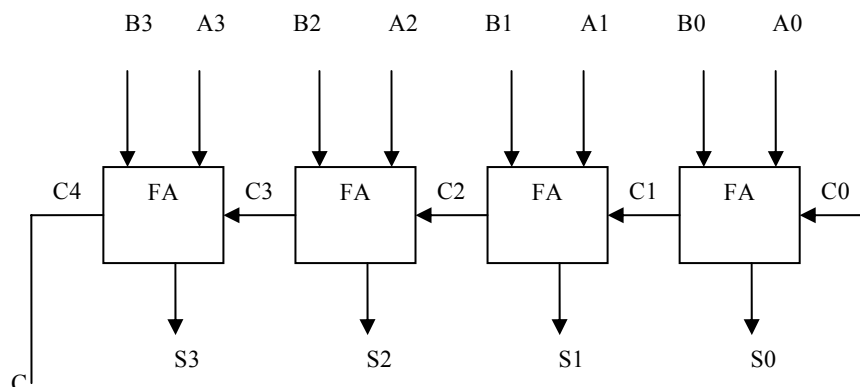 B3 A3 B2 A2 B1 A1 B0 A0
C4 FA C3 FA C2 FA C1 FA C0
S3 S2 S1 S0
C